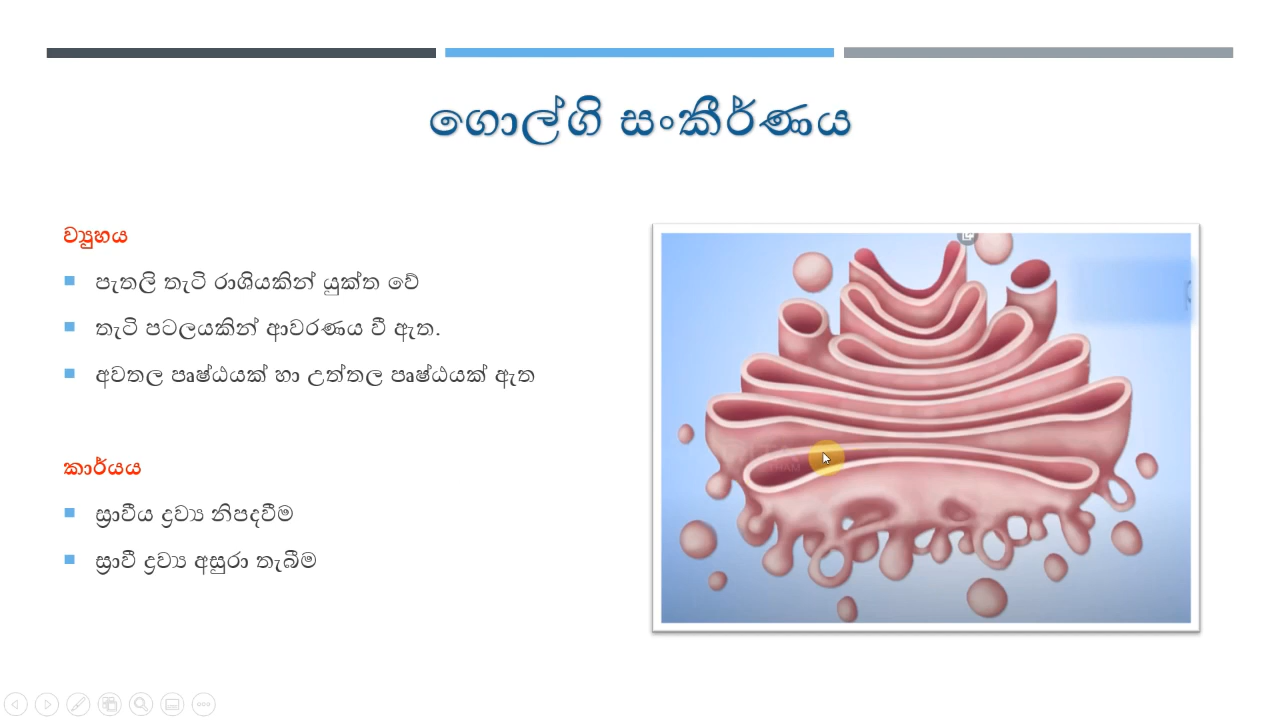 ගොල්ගි සංකීර්ණය
ව්‍යුහය
පැතලි තැටි රාශියකින් යුක්ත වේ
තැටි පටලයකින් ආවරණය වී ඇත.
අවතල පෘෂ්ඨයක් හා උත්තල පෘෂ්ඨයක් ඇත
කාර්යය
ස්‍රාවීය ද්‍රව්‍ය නිපදවීම
ස්‍රාවී ද්‍රව්‍ය අසුරා තැබීම